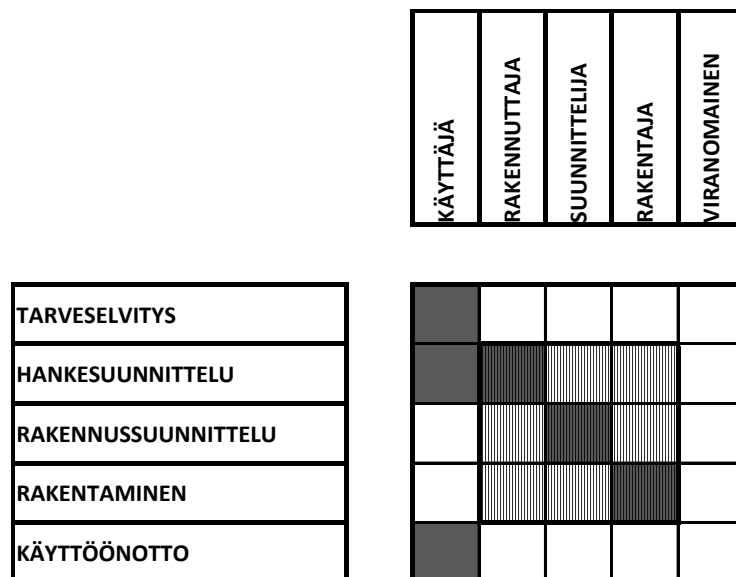 KÄYTTÄJÄ
RAKENNUTTAJA
SUUNNITTELIJA
RAKENTAJA
VIRANOMAINEN
TARVESELVITYS
HANKESUUNNITTELU
RAKENNUSSUUNNITTELU
RAKENTAMINEN
KÄYTTÖÖNOTTO